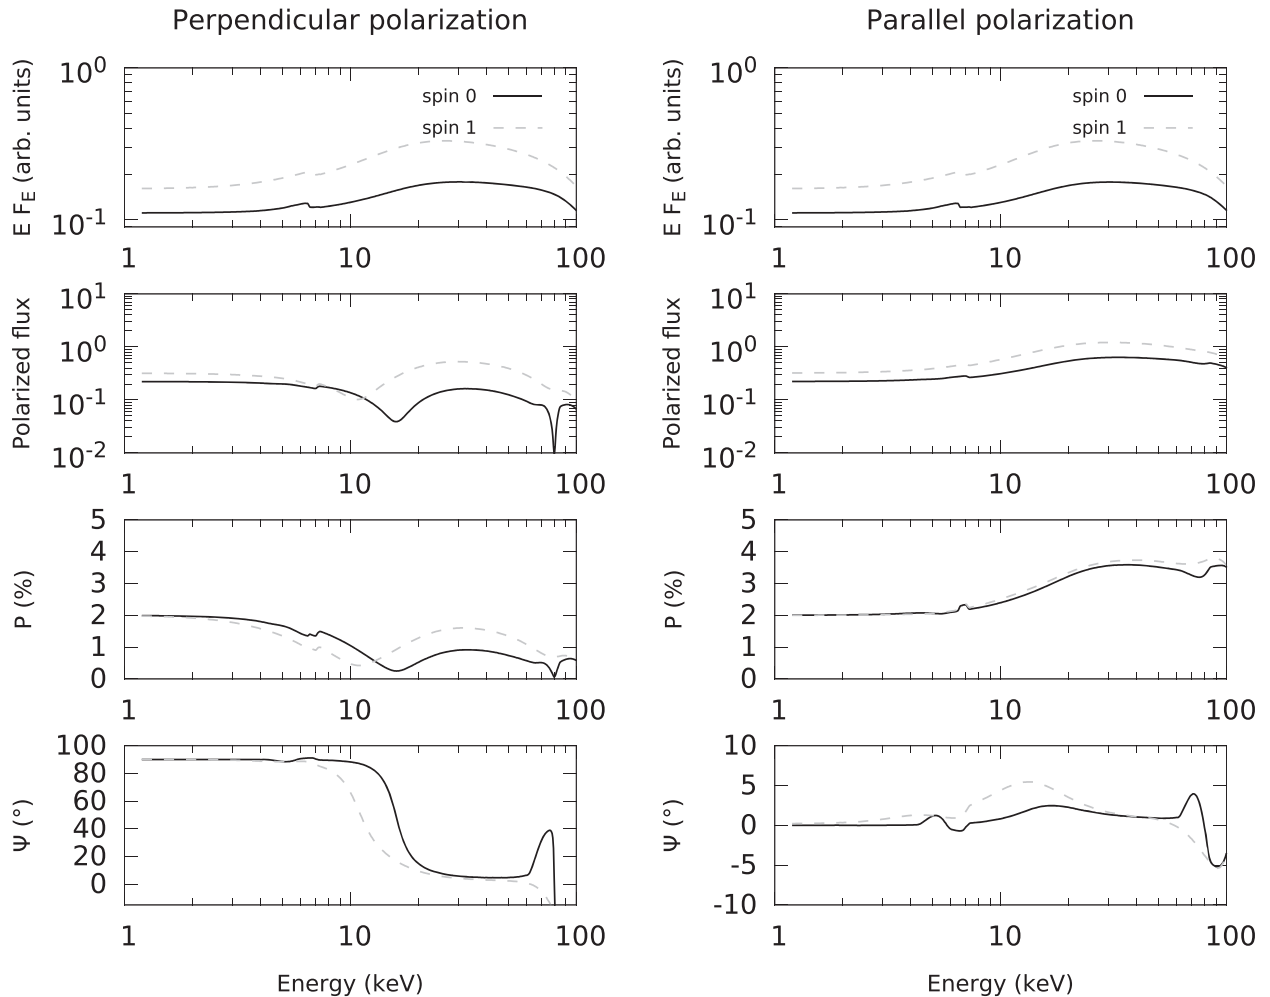 Perpendicular polarization
E F_E (arb. units)
10^0
10^-1
spin 0
spin 1
1 10 100
Polarized flux
10^1
10^0
10^-1
10^-2
1 10 100
P (%)
5
4
3
2
1
0
1 10 100
Ψ (°)
100
80
60
40
20
0
1 10 100
Energy (keV)
Parallel polarization
E F_E (arb. units)
10^0
10^-1
spin 0
spin 1
1 10 100
Polarized flux
10^1
10^0
10^-1
10^-2
1 10 100
P (%)
5
4
3
2
1
0
1 10 100
Ψ (°)
10
5
0
-5
-10
1 10 100
Energy (keV)